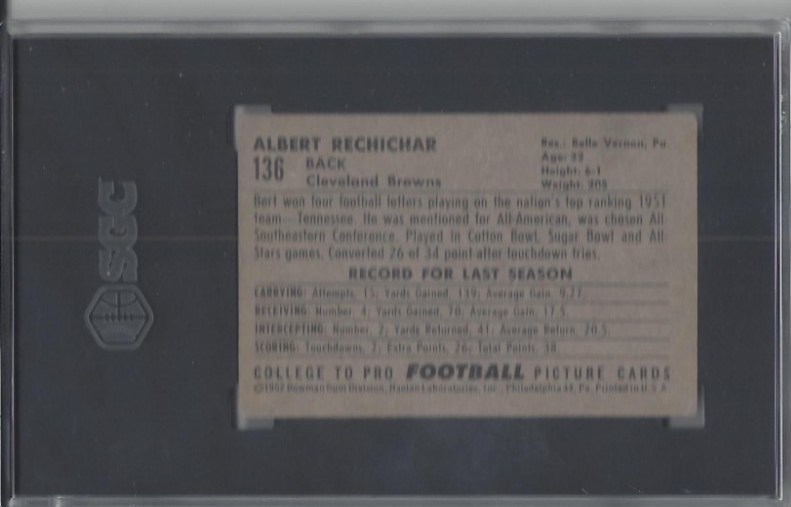 SGC
ALBERT RECHICHAR
136 BACK
Cleveland Browns
Res.: Belle Vernon, Pa.
Age: 22
Height: 6-1
Weight: 205
Bert won four football letters playing on the nation's top ranking 1951
team—Tennessee. He was mentioned for All-American, was chosen All-
Southeastern Conference. Played in Cotton Bowl, Sugar Bowl and All-
Stars games. Converted 26 of 34 point after touchdown tries.
RECORD FOR LAST SEASON
CARRYING: Attempts, 15; Yards Gained, 139; Average Gain, 9.27.
RECEIVING: Number, 4; Yards Gained, 70; Average Gain, 17.5.
INTERCEPTING: Number, 2; Yards Returned, 41; Average Return, 20.5.
SCORING: Touchdowns, 2; Extra Points, 26; Total Points, 38.
COLLEGE TO PRO FOOTBALL PICTURE CARDS
©1952 Bowman Gum Division, Haelan Laboratories, Inc., Philadelphia 44, Pa. Printed in U.S.A.